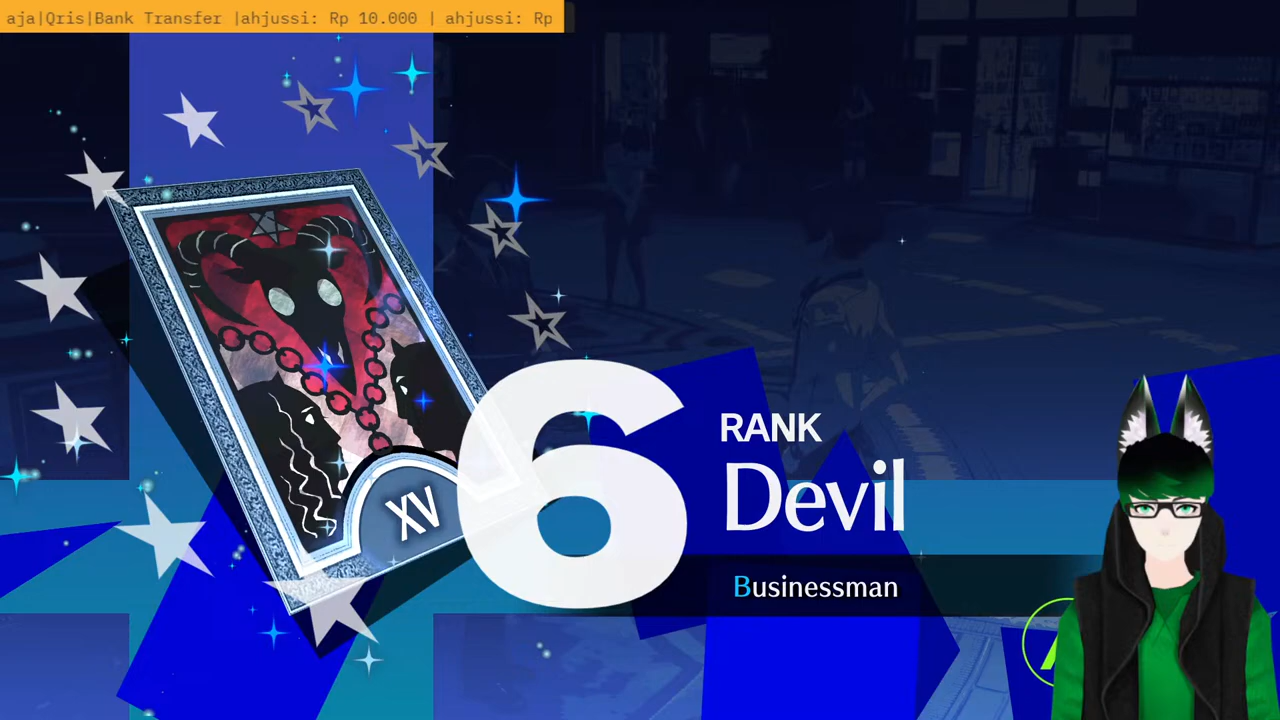 aja|Qris|Bank Transfer |ahjussi: Rp 10.000 | ahjussi: Rp
XV
6
RANK
Devil
Businessman